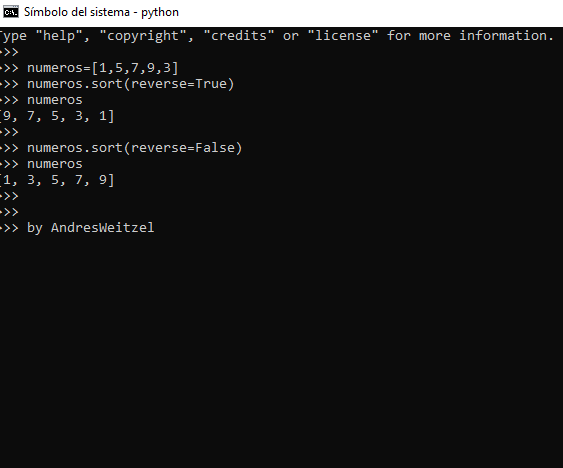 Símbolo del sistema - python
Type "help", "copyright", "credits" or "license" for more information.
>>>
>>> numeros=[1,5,7,9,3]
>>> numeros.sort(reverse=True)
>>> numeros
[9, 7, 5, 3, 1]
>>>
>>> numeros.sort(reverse=False)
>>> numeros
[1, 3, 5, 7, 9]
>>>
>>>
>>> by AndresWeitzel